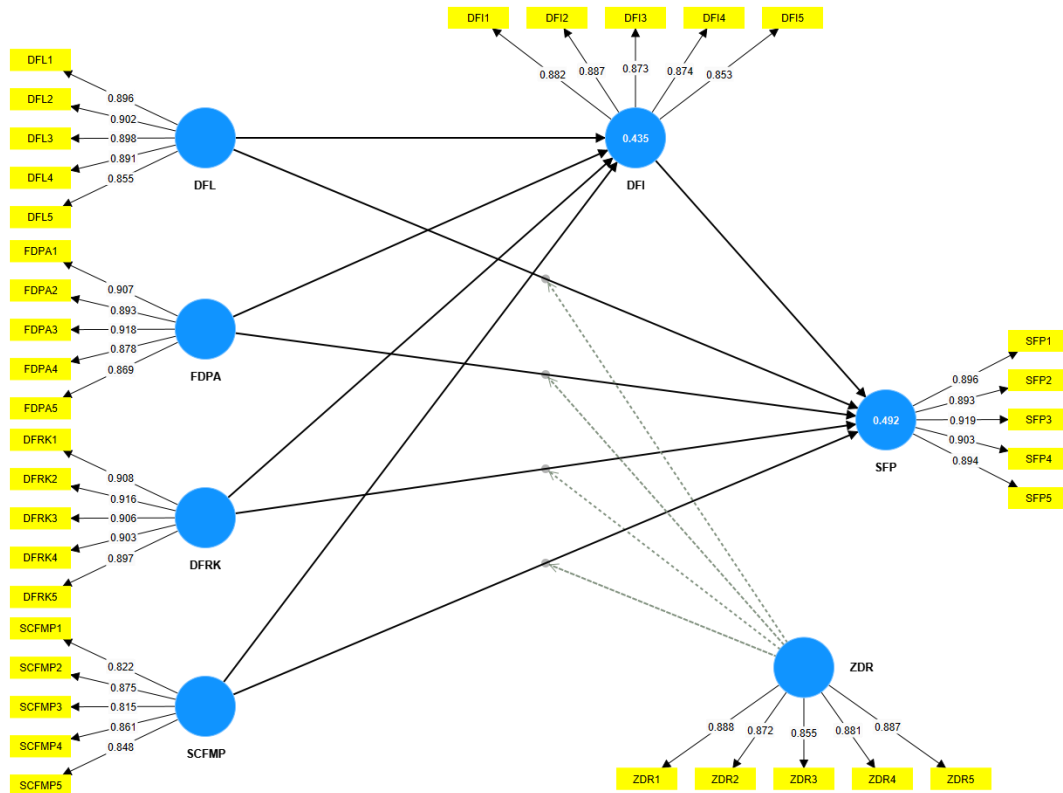 DFI1 DFI2 DFI3 DFI4 DFI5
0.882 0.887 0.873 0.874 0.853
0.435
DFI
DFL1
DFL2
DFL3
DFL4
DFL5
0.896
0.902
0.898
0.891
0.855
DFL
FDPA1
FDPA2
FDPA3
FDPA4
FDPA5
0.907
0.893
0.918
0.878
0.869
FDPA
DFRK1
DFRK2
DFRK3
DFRK4
DFRK5
0.908
0.916
0.906
0.903
0.897
DFRK
SCFMP1
SCFMP2
SCFMP3
SCFMP4
SCFMP5
0.822
0.875
0.815
0.861
0.848
SCFMP
0.492
SFP
0.896
0.893
0.919
0.903
0.894
SFP1
SFP2
SFP3
SFP4
SFP5
ZDR
0.888 0.872 0.855 0.881 0.887
ZDR1 ZDR2 ZDR3 ZDR4 ZDR5